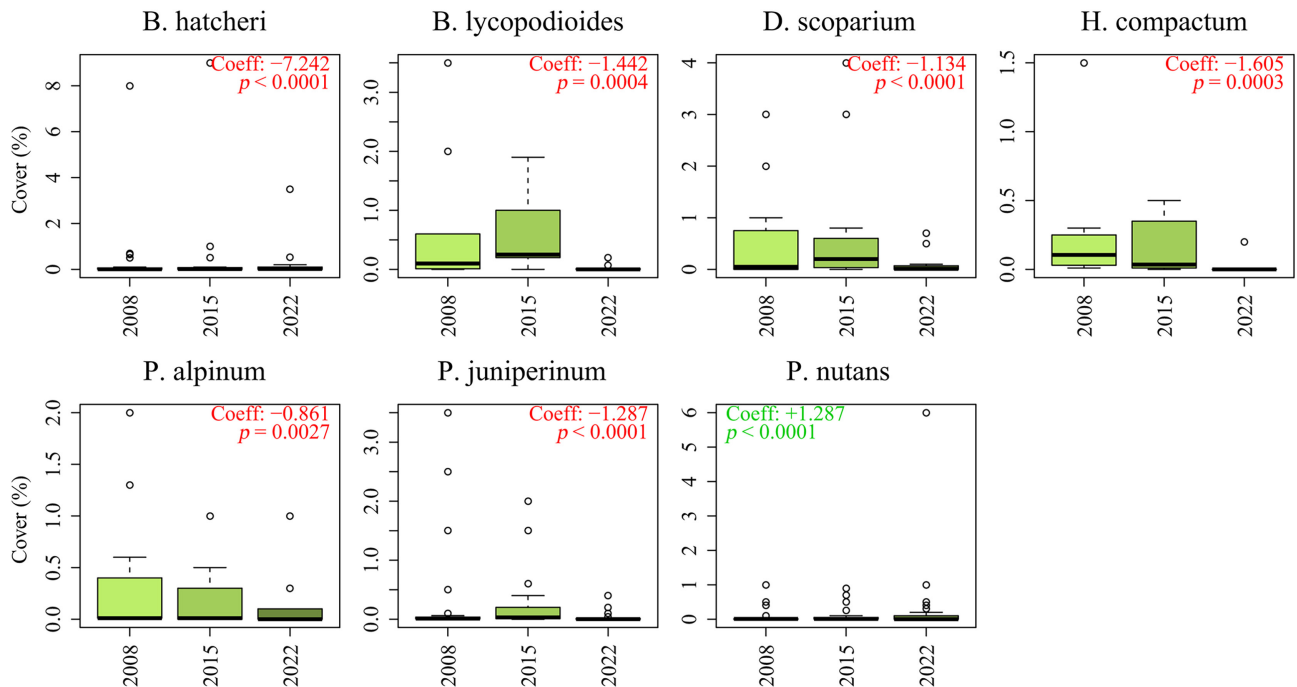 B. hatcheri
B. lycopodioides
D. scoparium
H. compactum
Cover (%)
8
6
4
2
0
Coeff: −7.242
p < 0.0001
2008
2015
2022
3.0
2.0
1.0
0.0
Coeff: −1.442
p = 0.0004
2008
2015
2022
4
3
2
1
0
Coeff: −1.134
p < 0.0001
2008
2015
2022
1.5
1.0
0.5
0.0
Coeff: −1.605
p = 0.0003
2008
2015
2022
P. alpinum
P. juniperinum
P. nutans
Cover (%)
2.0
1.5
1.0
0.5
0.0
Coeff: −0.861
p = 0.0027
2008
2015
2022
3.0
2.0
1.0
0.0
Coeff: −1.287
p < 0.0001
2008
2015
2022
6
5
4
3
2
1
0
Coeff: +1.287
p < 0.0001
2008
2015
2022